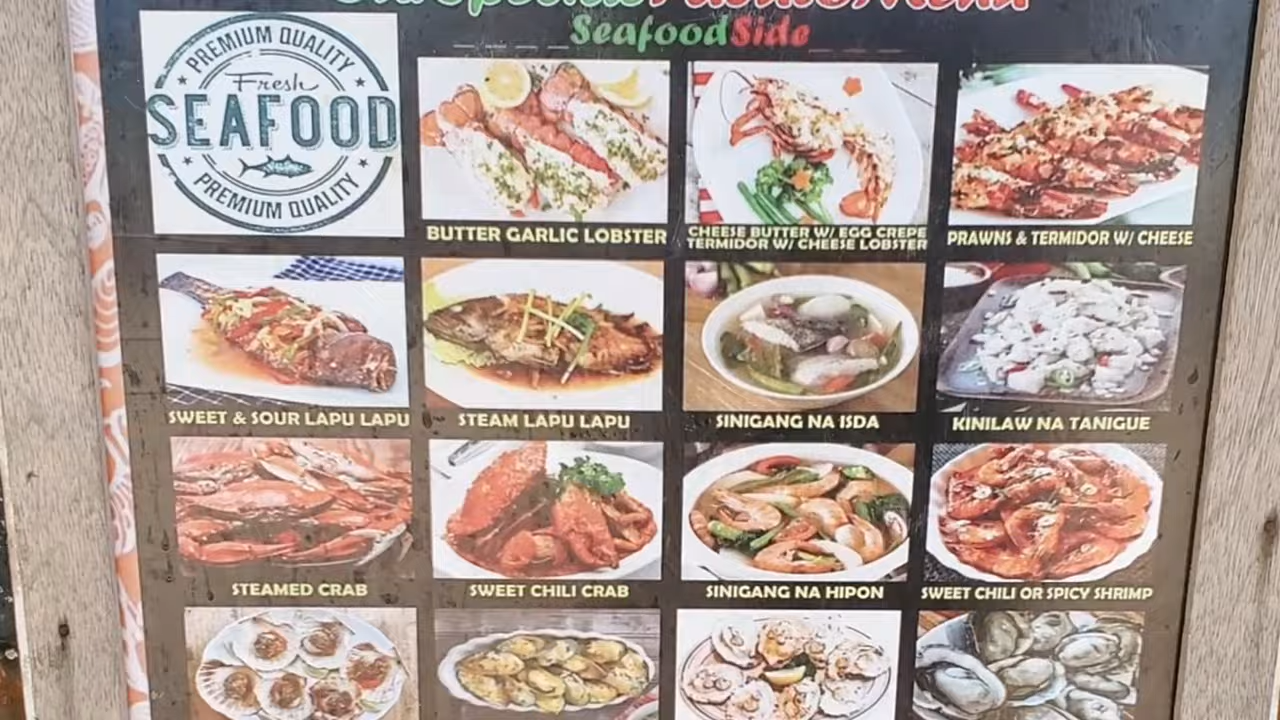 SeafoodSide
PREMIUM QUALITY
Fresh
SEAFOOD
PREMIUM QUALITY
BUTTER GARLIC LOBSTER
CHEESE BUTTER W/ EGG CREPE
TERMIDOR W/ CHEESE LOBSTER
PRAWNS & TERMIDOR W/ CHEESE
SWEET & SOUR LAPU LAPU
STEAM LAPU LAPU
SINIGANG NA ISDA
KINILAW NA TANIGUE
STEAMED CRAB
SWEET CHILI CRAB
SINIGANG NA HIPON
SWEET CHILI OR SPICY SHRIMP